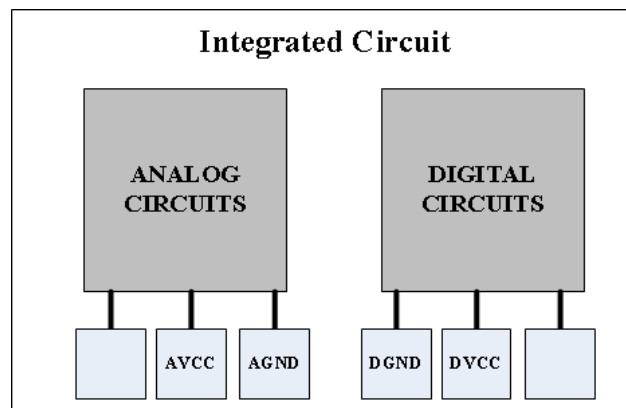 Integrated Circuit
ANALOG
CIRCUITS
DIGITAL
CIRCUITS
AVCC
AGND
DGND
DVCC